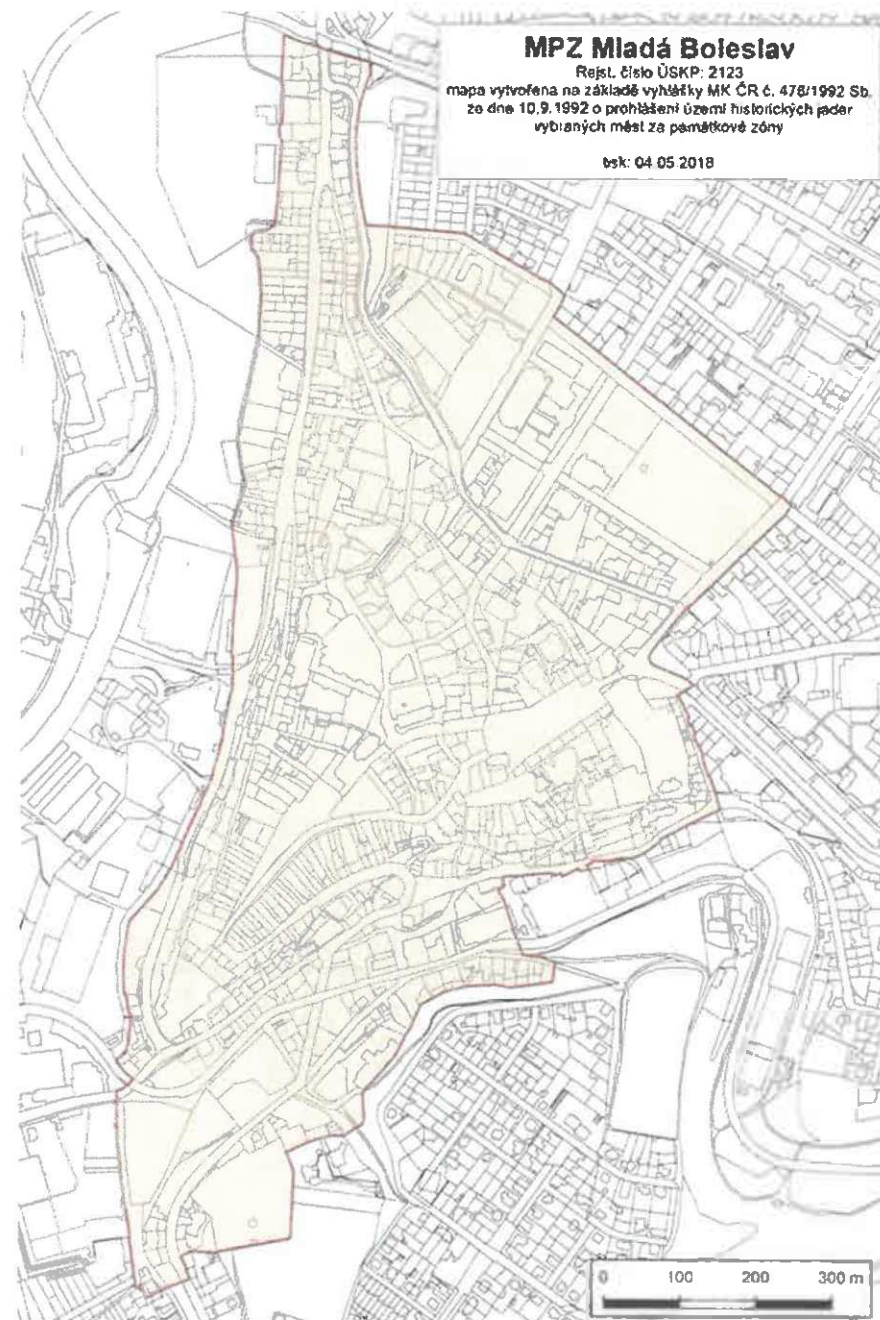 MPZ Mladá Boleslav
Rejst. číslo ÚSKP: 2123
mapa vytvořena na základě vyhlášky MK ČR č. 476/1992 Sb.
ze dne 10.9.1992 o prohlášení území historických jader
vybraných měst za památkové zóny
tisk: 04.05.2018
0 100 200 300 m